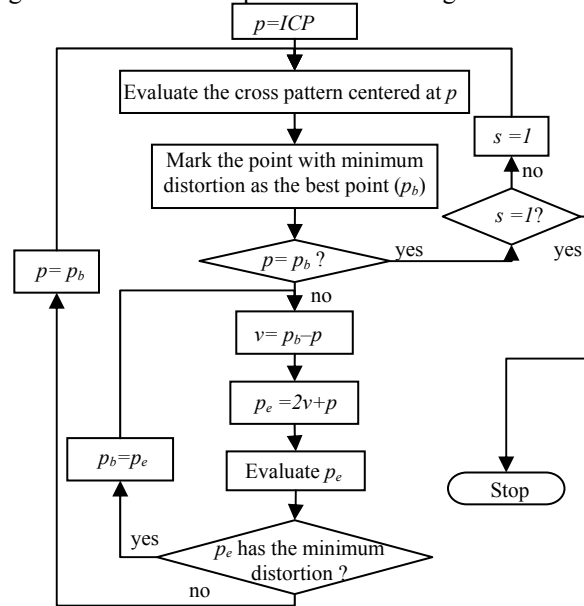 p=ICP
Evaluate the cross pattern centered at p
s =1
Mark the point with minimum
distortion as the best point (pb)
no
s =1?
yes
p= pb ?
yes
p= pb
no
v= pb–p
pe =2v+p
pb=pe
Evaluate pe
Stop
yes
pe has the minimum
distortion ?
no